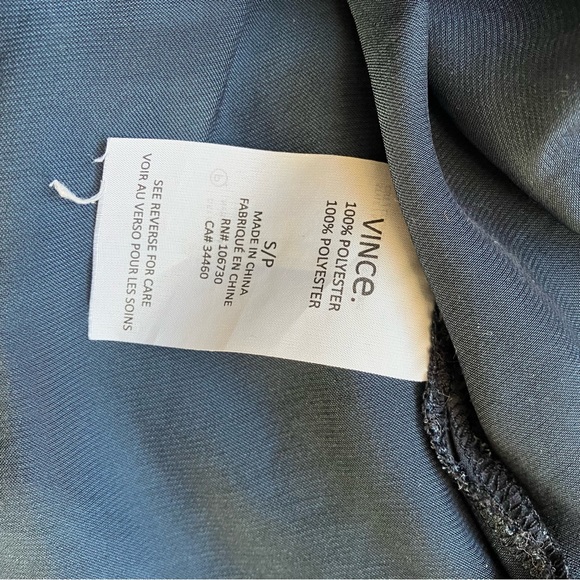 VINCE.
100% POLYESTER
100% POLYESTER
S/P
MADE IN CHINA
FABRIQUÉ EN CHINE
RN# 106730
CA# 34460
SEE REVERSE FOR CARE
VOIR AU VERSO POUR LES SOINS